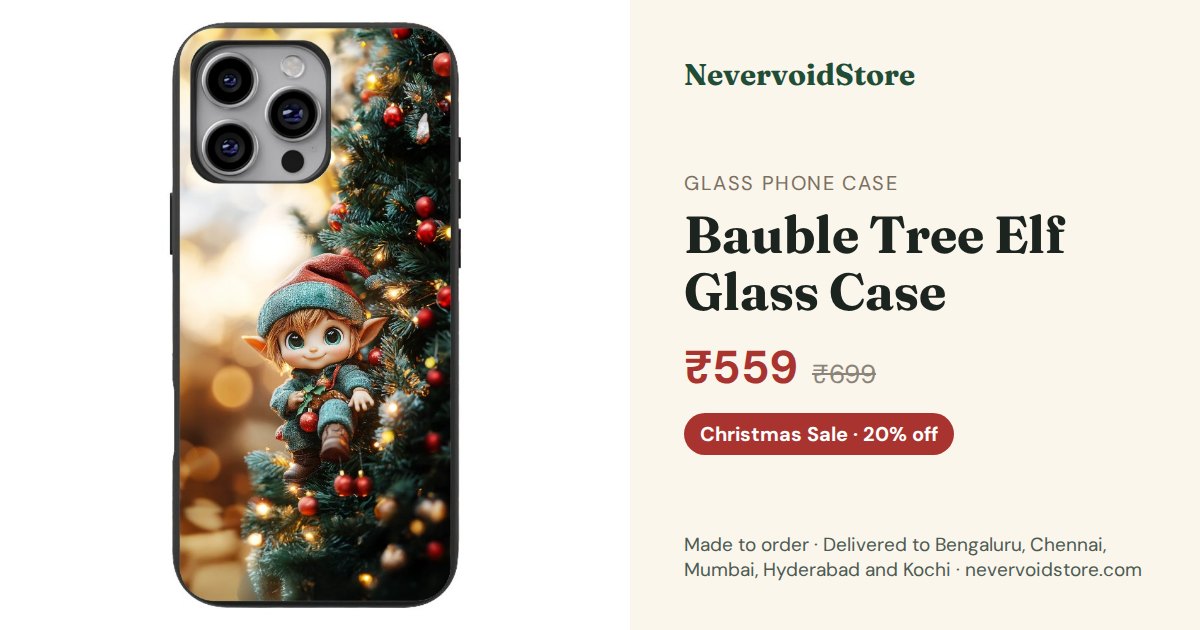 NevervoidStore
GLASS PHONE CASE
Bauble Tree Elf
Glass Case
₹559 ₹699
Christmas Sale · 20% off
Made to order · Delivered to Bengaluru, Chennai,
Mumbai, Hyderabad and Kochi · nevervoidstore.com